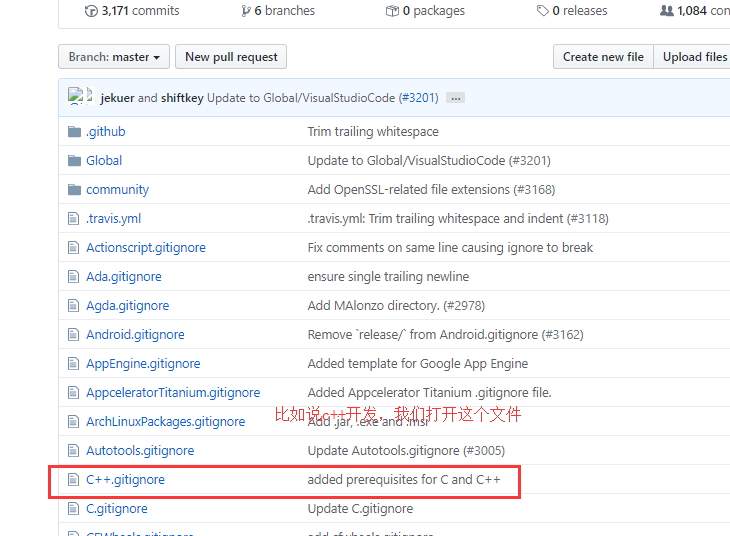 3,171 commits 6 branches 0 packages 0 releases 1,084
Branch: master New pull request Create new file Upload files
jekuer and shiftkey Update to Global/VisualStudioCode (#3201) ...
.github Trim trailing whitespace
Global Update to Global/VisualStudioCode (#3201)
community Add OpenSSL-related file extensions (#3168)
.travis.yml .travis.yml: Trim trailing whitespace and indent (#3118)
Actionscript.gitignore Fix comments on same line causing ignore to break
Ada.gitignore ensure single trailing newline
Agda.gitignore Add MAlonzo directory. (#2978)
Android.gitignore Remove `release/` from Android.gitignore (#3162)
AppEngine.gitignore Added template for Google App Engine
AppceleratorTitanium.gitignore Added Appcelerator Titanium .gitignore file.
比如说c++开发，我们打开这个文件
ArchLinuxPackages.gitignore Add .jar, .exe and .msi
Autotools.gitignore Update Autotools.gitignore (#3005)
C++.gitignore added prerequisites for C and C++
C.gitignore Update C.gitignore